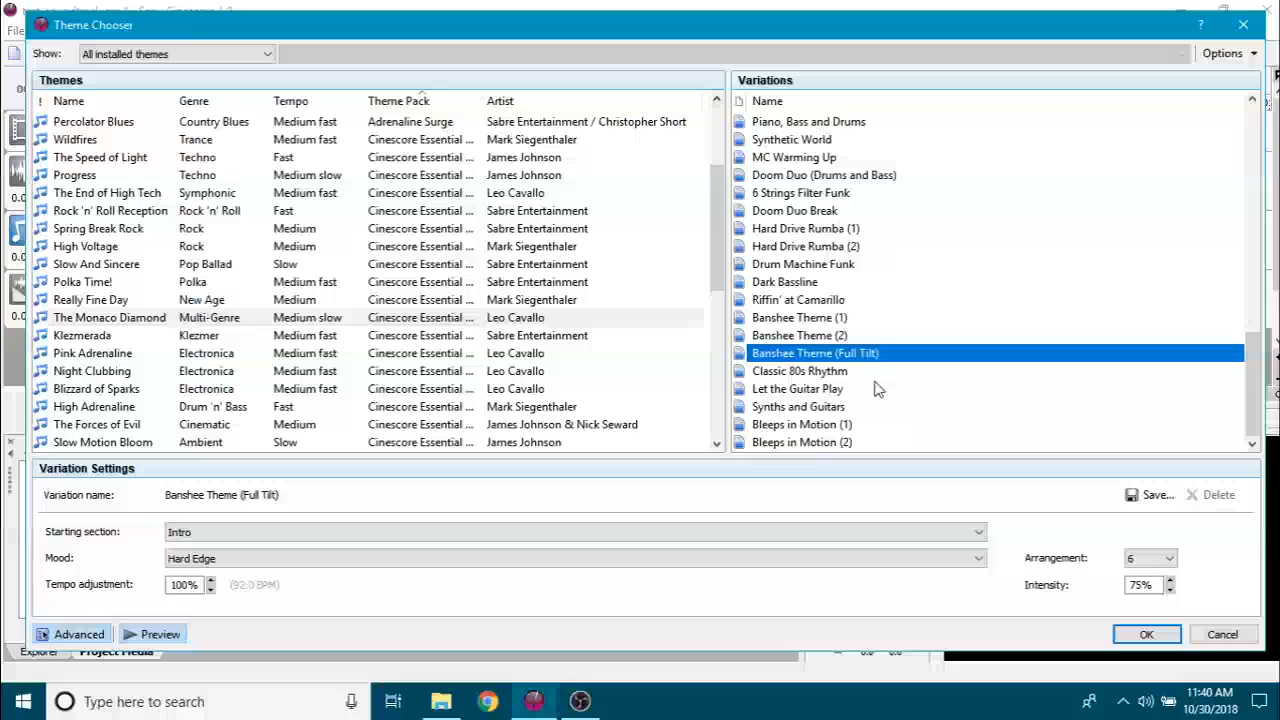 Theme Chooser
?
File
Show: All installed themes Options
Themes
! Name Genre Tempo Theme Pack Artist
Percolator Blues Country Blues Medium fast Adrenaline Surge Sabre Entertainment / Christopher Short
Wildfires Trance Medium fast Cinescore Essential ... Mark Siegenthaler
The Speed of Light Techno Fast Cinescore Essential ... James Johnson
Progress Techno Medium slow Cinescore Essential ... James Johnson
The End of High Tech Symphonic Medium fast Cinescore Essential ... Leo Cavallo
Rock 'n' Roll Reception Rock 'n' Roll Fast Cinescore Essential ... Sabre Entertainment
Spring Break Rock Rock Medium Cinescore Essential ... Sabre Entertainment
High Voltage Rock Medium Cinescore Essential ... Mark Siegenthaler
Slow And Sincere Pop Ballad Slow Cinescore Essential ... Sabre Entertainment
Polka Time! Polka Medium fast Cinescore Essential ... Sabre Entertainment
Really Fine Day New Age Medium Cinescore Essential ... Mark Siegenthaler
The Monaco Diamond Multi-Genre Medium slow Cinescore Essential ... Leo Cavallo
Klezmerada Klezmer Medium fast Cinescore Essential ... Sabre Entertainment
Pink Adrenaline Electronica Medium fast Cinescore Essential ... Leo Cavallo
Night Clubbing Electronica Medium fast Cinescore Essential ... Leo Cavallo
Blizzard of Sparks Electronica Medium fast Cinescore Essential ... Leo Cavallo
High Adrenaline Drum 'n' Bass Fast Cinescore Essential ... Mark Siegenthaler
The Forces of Evil Cinematic Medium Cinescore Essential ... James Johnson & Nick Seward
Slow Motion Bloom Ambient Slow Cinescore Essential ... James Johnson
Variations
Name
Piano, Bass and Drums
Synthetic World
MC Warming Up
Doom Duo (Drums and Bass)
6 Strings Filter Funk
Doom Duo Break
Hard Drive Rumba (1)
Hard Drive Rumba (2)
Drum Machine Funk
Dark Bassline
Riffin' at Camarillo
Banshee Theme (1)
Banshee Theme (2)
Banshee Theme (Full Tilt)
Classic 80s Rhythm
Let the Guitar Play
Synths and Guitars
Bleeps in Motion (1)
Bleeps in Motion (2)
Variation Settings
Variation name: Banshee Theme (Full Tilt) Save... Delete
Starting section: Intro
Mood: Hard Edge Arrangement: 6
Tempo adjustment: 100% (92.0 BPM) Intensity: 75%
Advanced Preview OK Cancel
Explorer Project Media
Type here to search
11:40 AM
10/30/2018